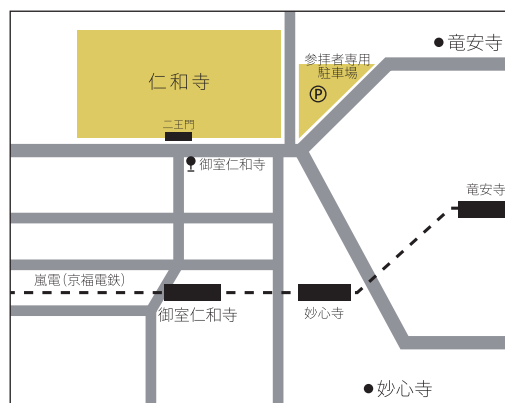 竜安寺
参拝者専用
駐車場
P
仁和寺
二王門
御室仁和寺
竜安寺
嵐電(京福電鉄)
御室仁和寺
妙心寺
妙心寺